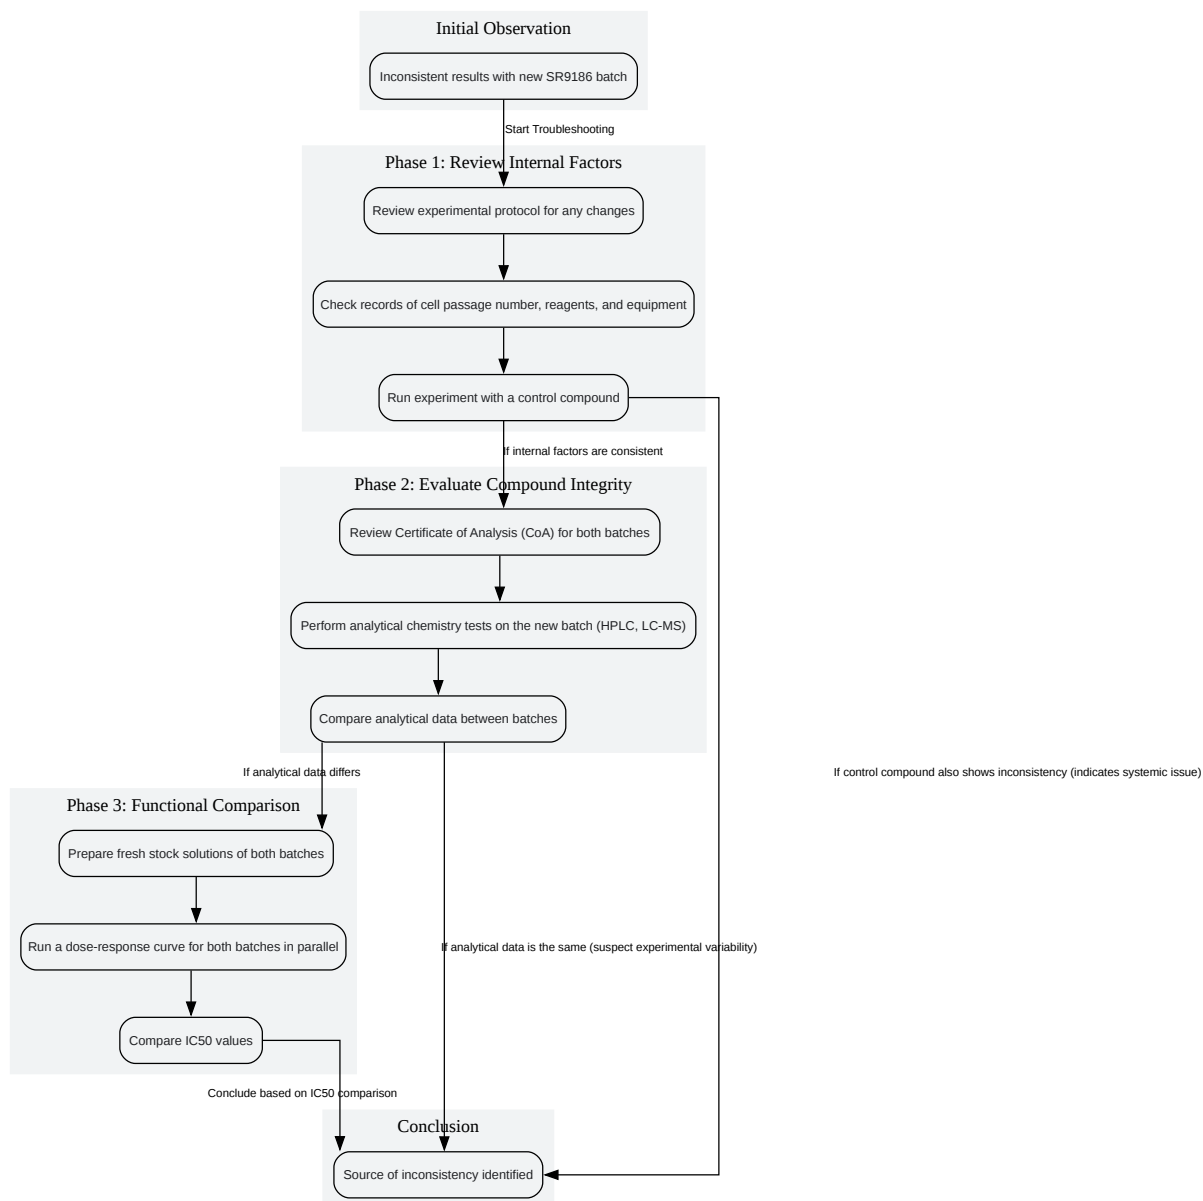 Initial Observation
Inconsistent results with new SR9186 batch
Start Troubleshooting
Phase 1: Review Internal Factors
Review experimental protocol for any changes
Check records of cell passage number, reagents, and equipment
Run experiment with a control compound
If internal factors are consistent
Phase 2: Evaluate Compound Integrity
Review Certificate of Analysis (CoA) for both batches
Perform analytical chemistry tests on the new batch (HPLC, LC-MS)
Compare analytical data between batches
If analytical data differs
If control compound also shows inconsistency (indicates systemic issue)
Phase 3: Functional Comparison
Prepare fresh stock solutions of both batches
Run a dose-response curve for both batches in parallel
If analytical data is the same (suspect experimental variability)
Compare IC50 values
Conclude based on IC50 comparison
Conclusion
Source of inconsistency identified